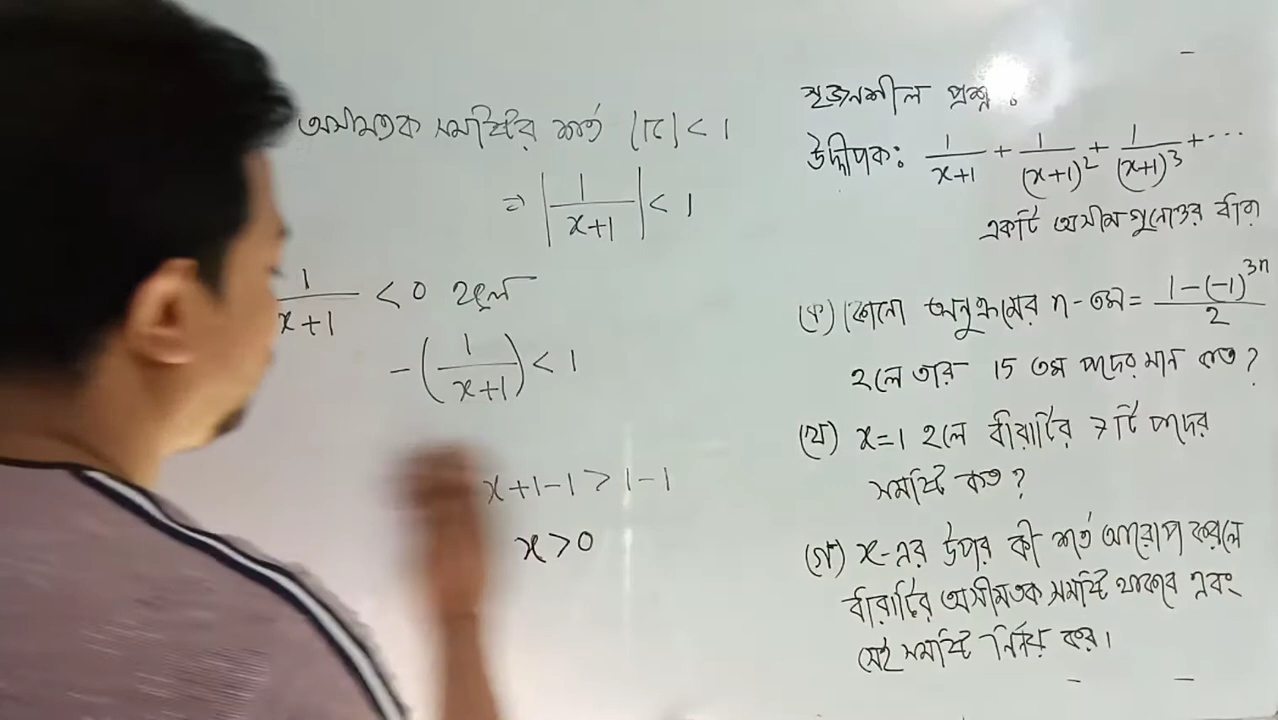 অসীমতক সমষ্টির শর্ত |r| < 1
⇒ |1/(x+1)| < 1
1/(x+1) < 0 হলে
-(1/(x+1)) < 1
x+1-1 > 1-1
x > 0
সৃজনশীল প্রশ্ন :
উদ্দীপক: 1/(x+1) + 1/(x+1)² + 1/(x+1)³ + ...
একটি অসীম গুনোত্তর ধারা
(ক) কোনো অনুক্রমের n-তম = (1-(-1)^{3n})/2
হলে তার 15 তম পদের মান কত?
(খ) x=1 হলে ধারাটির 7 টি পদের
সমষ্টি কত?
(গ) x-এর উপর কী শর্ত আরোপ করলে
ধারাটির অসীমতক সমষ্টি থাকবে এবং
সেই সমষ্টি নির্নয় কর।